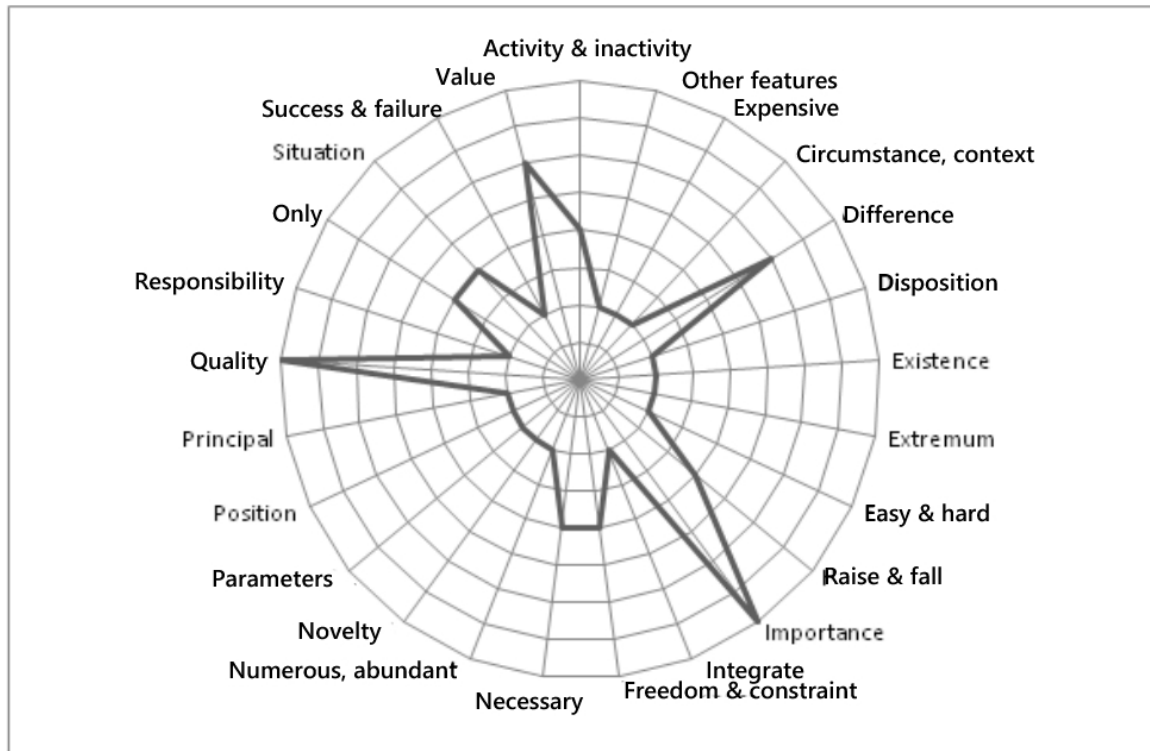 Activity & inactivity
Other features
Expensive
Circumstance, context
Difference
Disposition
Existence
Extremum
Easy & hard
Raise & fall
Importance
Integrate
Freedom & constraint
Necessary
Numerous, abundant
Novelty
Parameters
Position
Principal
Quality
Responsibility
Only
Situation
Success & failure
Value